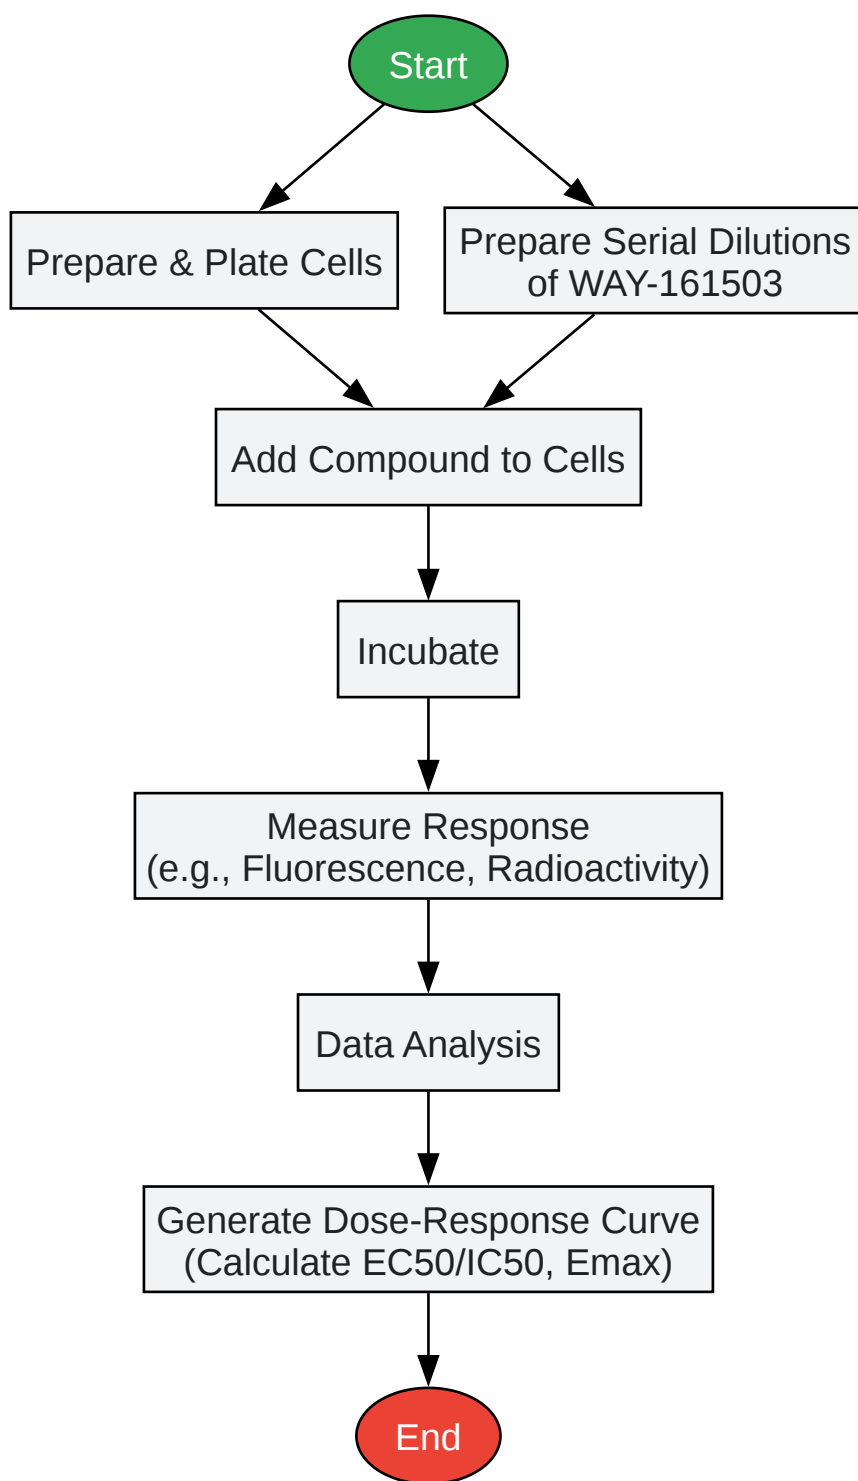 Start
Prepare & Plate Cells
Prepare Serial Dilutions
of WAY-161503
Add Compound to Cells
Incubate
Measure Response
(e.g., Fluorescence, Radioactivity)
Data Analysis
Generate Dose-Response Curve
(Calculate EC50/IC50, Emax)
End